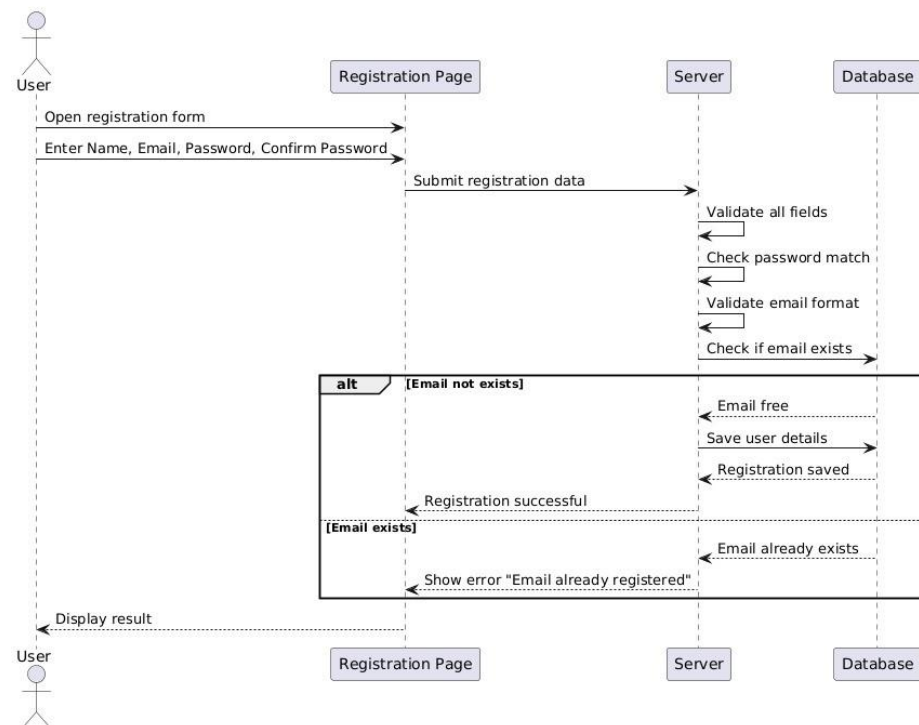 User
Registration Page
Server
Database
Open registration form
Enter Name, Email, Password, Confirm Password
Submit registration data
Validate all fields
Check password match
Validate email format
Check if email exists
alt [Email not exists]
Email free
Save user details
Registration saved
Registration successful
[Email exists]
Email already exists
Show error "Email already registered"
Display result
User
Registration Page
Server
Database